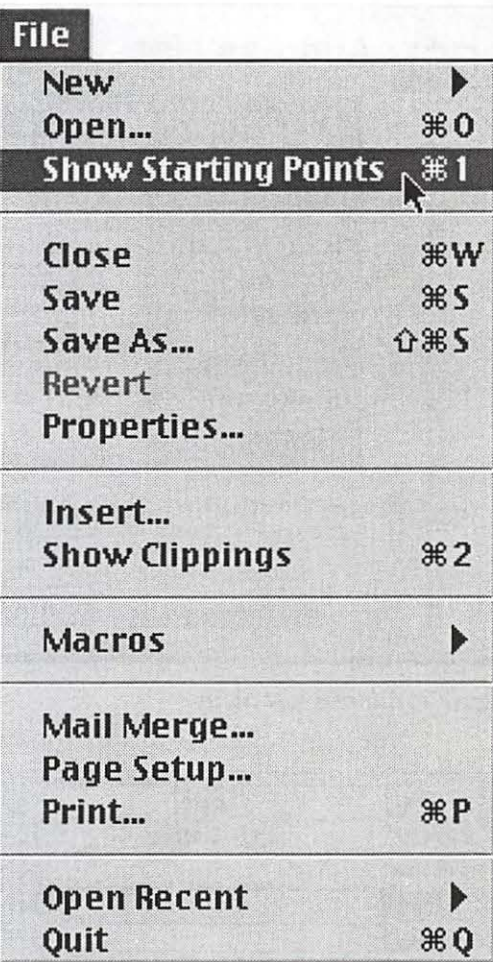 File
New ▶
Open... ⌘O
Show Starting Points ⌘1
Close ⌘W
Save ⌘S
Save As... ⇧⌘S
Revert
Properties...
Insert...
Show Clippings ⌘2
Macros ▶
Mail Merge...
Page Setup...
Print... ⌘P
Open Recent ▶
Quit ⌘Q